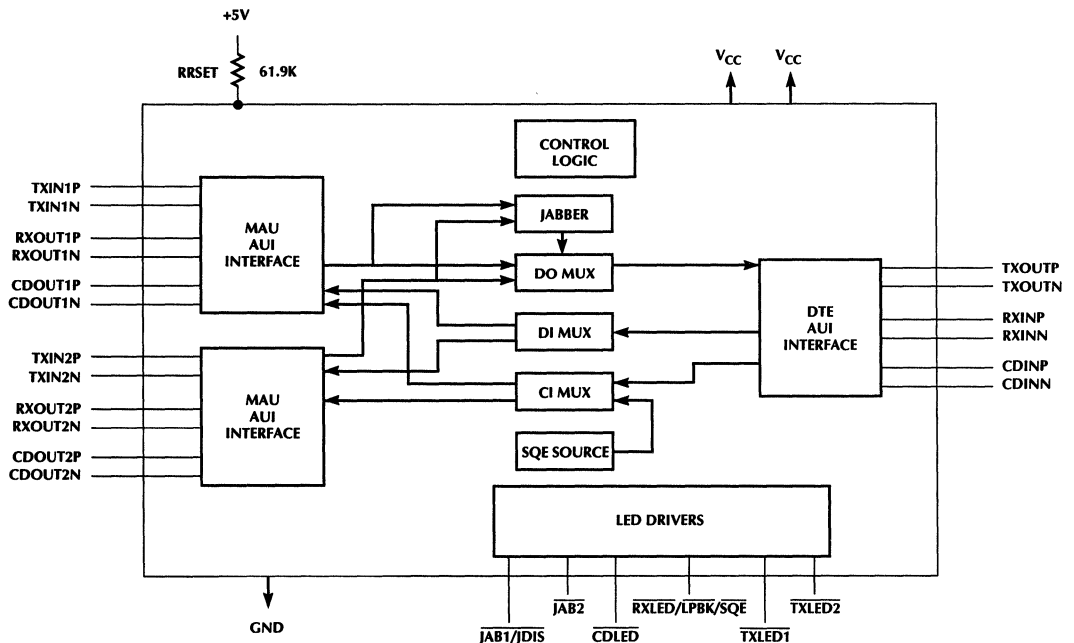 +5V
RRSET
61.9K
VCC
VCC
CONTROL
LOGIC
TXIN1P
TXIN1N
RXOUT1P
RXOUT1N
CDOUT1P
CDOUT1N
MAU
AUI
INTERFACE
JABBER
DO MUX
DI MUX
CI MUX
SQE SOURCE
DTE
AUI
INTERFACE
TXOUTP
TXOUTN
RXINP
RXINN
CDINP
CDINN
TXIN2P
TXIN2N
RXOUT2P
RXOUT2N
CDOUT2P
CDOUT2N
MAU
AUI
INTERFACE
LED DRIVERS
GND
JAB1/JDIS
JAB2
CDLED
RXLED/LPBK/SQE
TXLED1
TXLED2